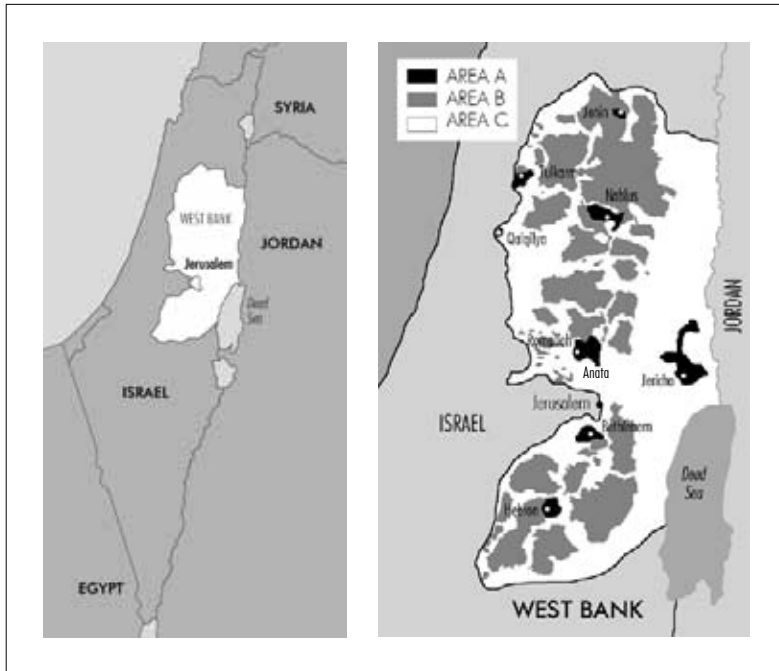 SYRIA
WEST BANK
JORDAN
Jerusalem
Dead
Sea
ISRAEL
EGYPT
AREA A
AREA B
AREA C
Jenin
Tulkarm
Nablus
Qalqilya
Ramallah
Anata
Jericho
JORDAN
Jerusalem
ISRAEL
Bethlehem
Dead
Sea
Hebron
WEST BANK